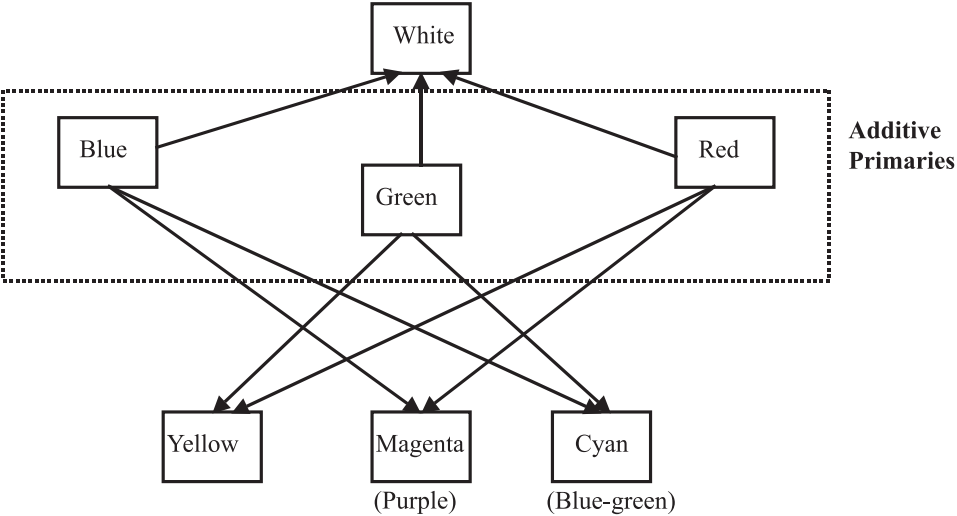 White
Additive
Primaries
Blue
Red
Green
Yellow
Magenta
Cyan
(Purple)
(Blue-green)